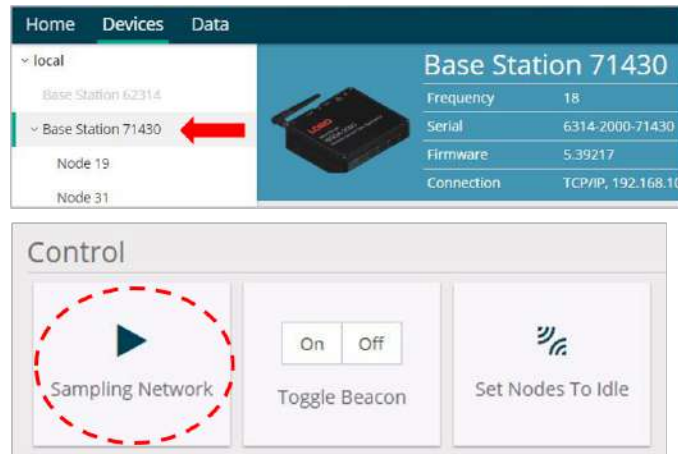 Home Devices Data
local
Base Station 62314
Base Station 71430
Node 19
Node 31
LORD
Base Station 71430
Frequency 18
Serial 6314-2000-71430
Firmware 5.39217
Connection TCP/IP, 192.168.10
Control
Sampling Network
On Off
Toggle Beacon
Set Nodes To Idle